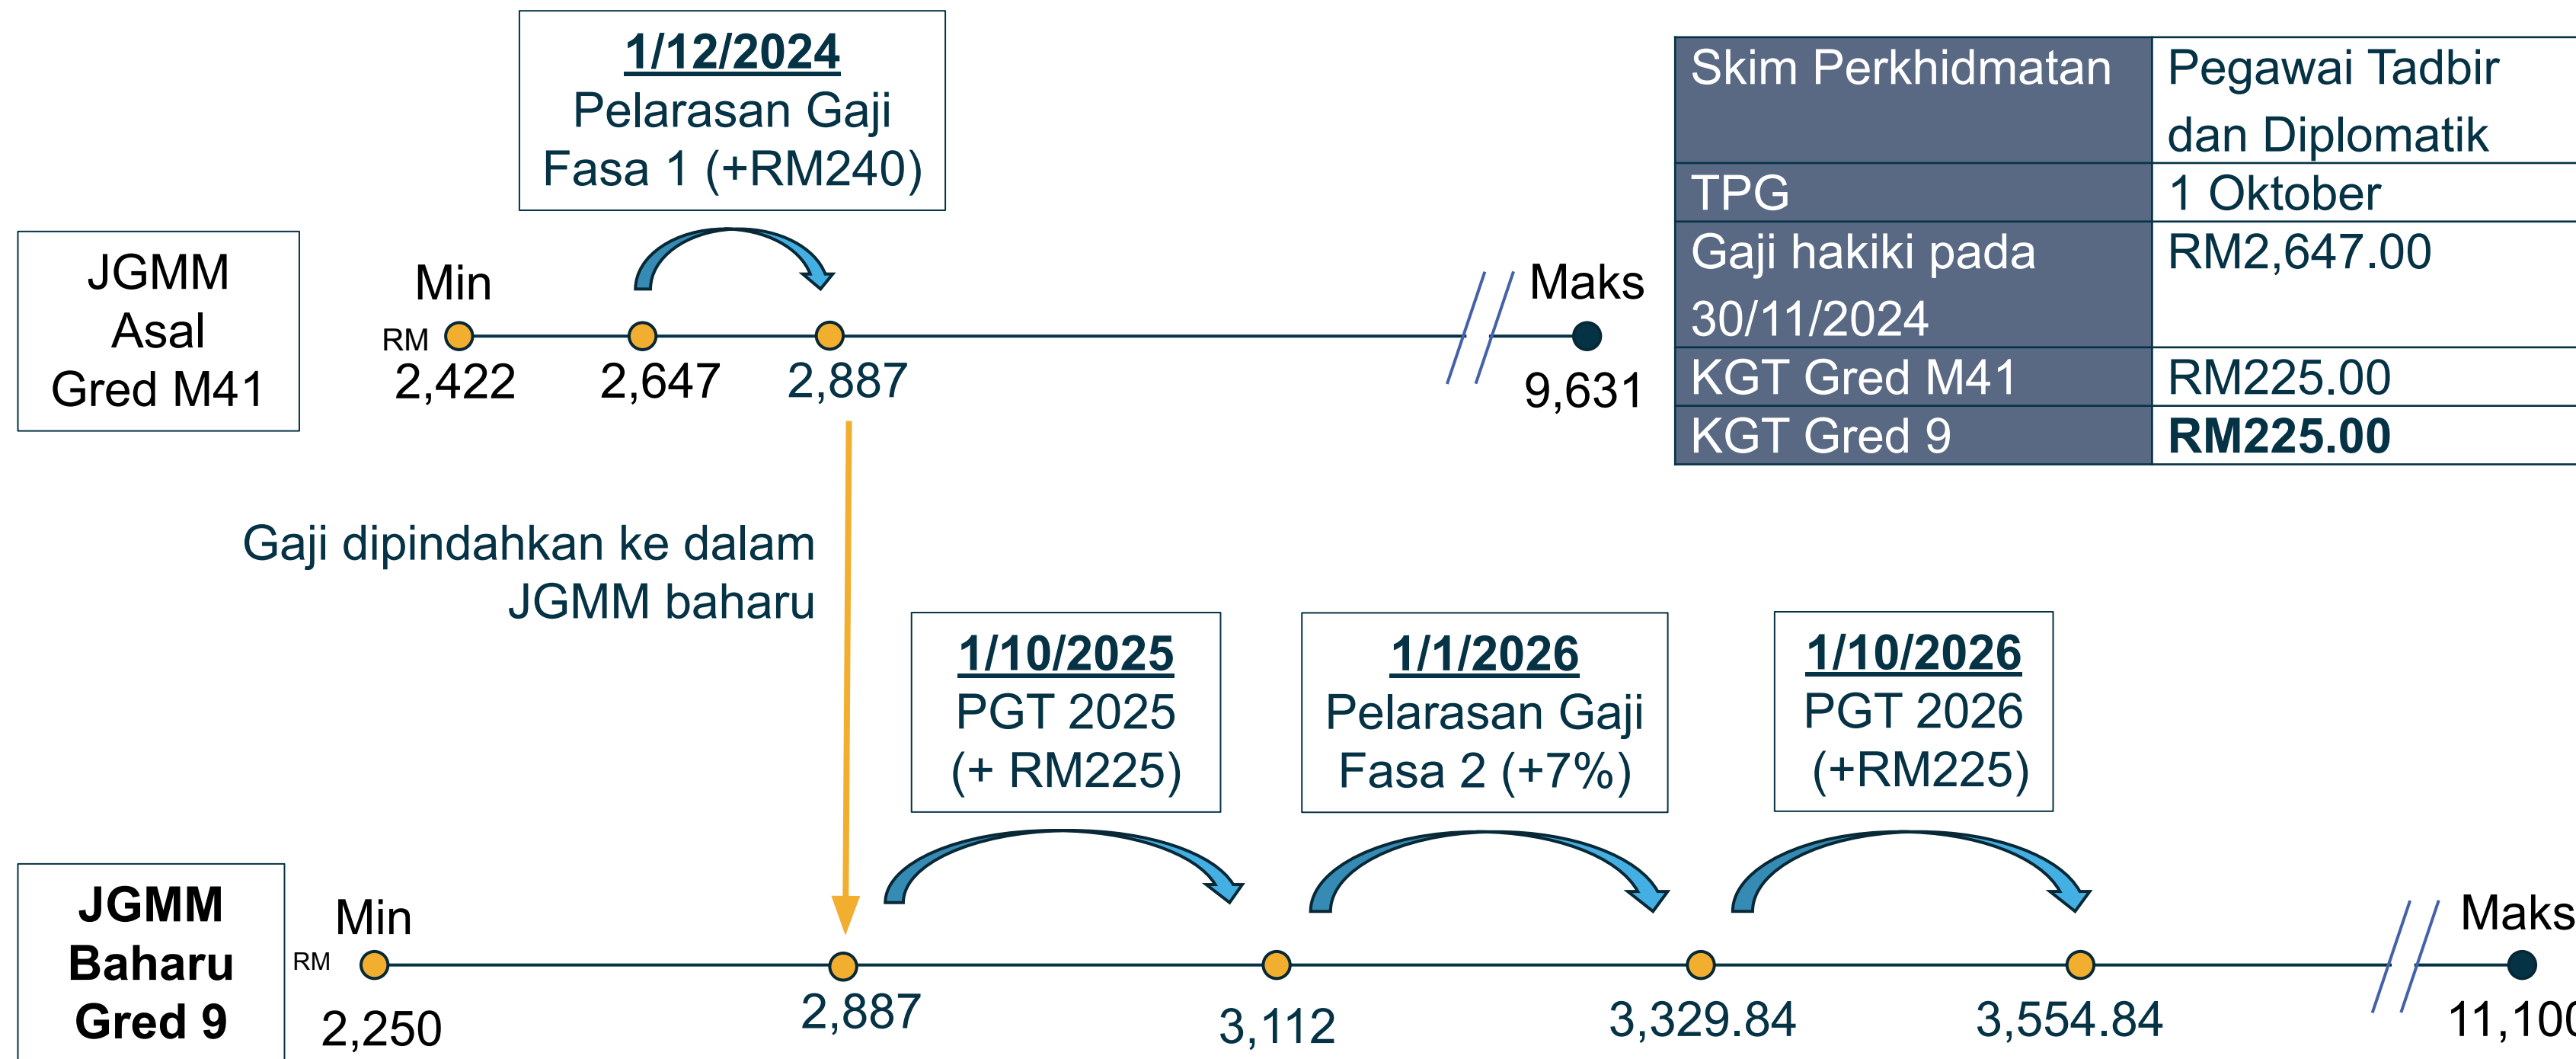 1/12/2024
Pelarasan Gaji
Fasa 1 (+RM240)
JGMM
Asal
Gred M41
Min
Maks
RM
2,422
2,647
2,887
9,631
Skim Perkhidmatan
Pegawai Tadbir
dan Diplomatik
TPG
1 Oktober
Gaji hakiki pada
30/11/2024
RM2,647.00
KGT Gred M41
RM225.00
KGT Gred 9
RM225.00
Gaji dipindahkan ke dalam
JGMM baharu
1/10/2025
PGT 2025
(+ RM225)
1/1/2026
Pelarasan Gaji
Fasa 2 (+7%)
1/10/2026
PGT 2026
(+RM225)
JGMM
Baharu
Gred 9
Min
Maks
RM
2,250
2,887
3,112
3,329.84
3,554.84
11,100